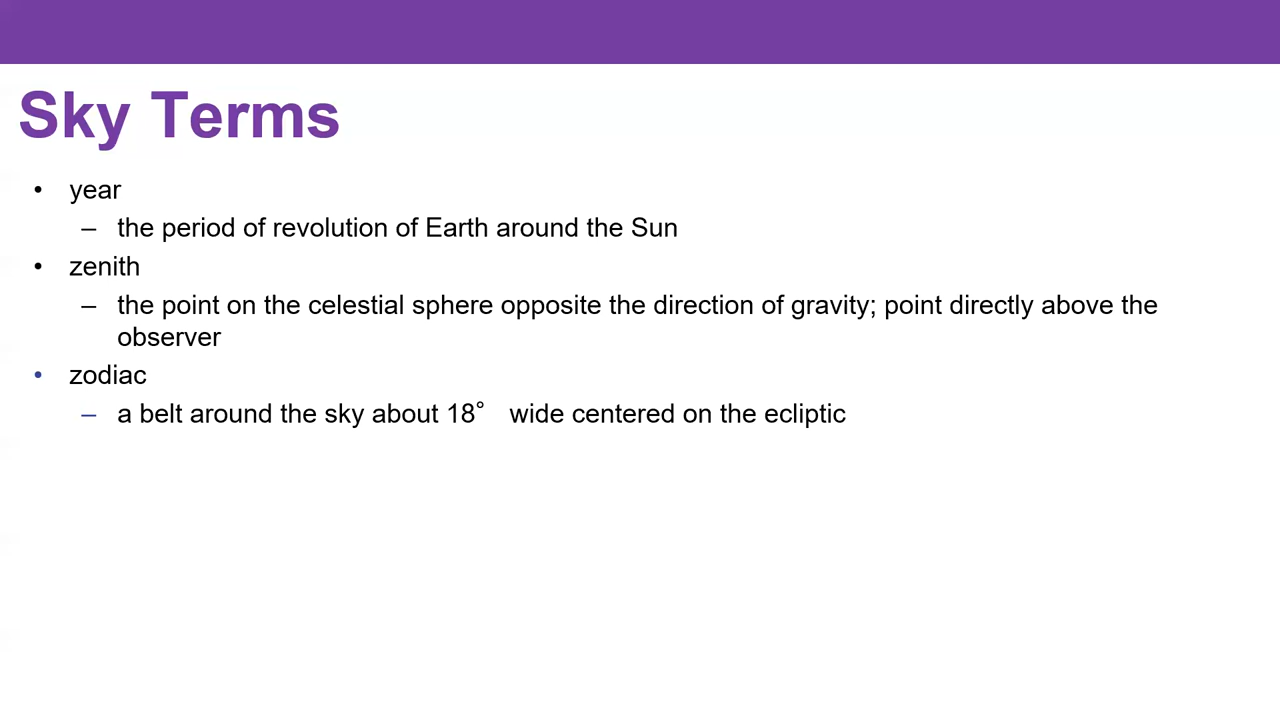 Sky Terms
• year
– the period of revolution of Earth around the Sun
• zenith
– the point on the celestial sphere opposite the direction of gravity; point directly above the
observer
• zodiac
– a belt around the sky about 18° wide centered on the ecliptic